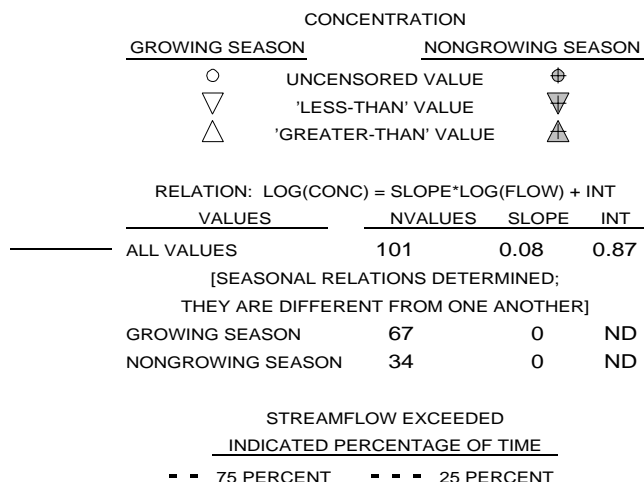 CONCENTRATION
GROWING SEASON NONGROWING SEASON
UNCENSORED VALUE
'LESS-THAN' VALUE
'GREATER-THAN' VALUE
RELATION: LOG(CONC) = SLOPE*LOG(FLOW) + INT
VALUES NVALUES SLOPE INT
ALL VALUES 101 0.08 0.87
[SEASONAL RELATIONS DETERMINED;
THEY ARE DIFFERENT FROM ONE ANOTHER]
GROWING SEASON 67 0 ND
NONGROWING SEASON 34 0 ND
STREAMFLOW EXCEEDED
INDICATED PERCENTAGE OF TIME
75 PERCENT 25 PERCENT